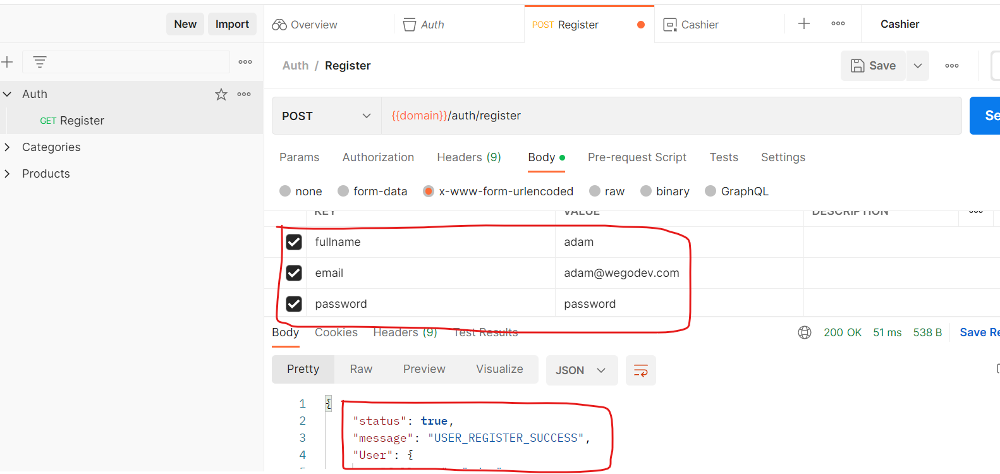 New Import Overview Auth POST Register Cashier Cashier
Auth / Register Save
Auth
GET Register
Categories
Products
POST {{domain}}/auth/register
Params Authorization Headers (9) Body Pre-request Script Tests Settings
none form-data x-www-form-urlencoded raw binary GraphQL
KEY VALUE DESCRIPTION
fullname adam
email adam@wegodev.com
password password
Body Cookies Headers (9) Test Results 200 OK 51 ms 538 B Save Re
Pretty Raw Preview Visualize JSON
1 {
2 "status": true,
3 "message": "USER_REGISTER_SUCCESS",
4 "User": {